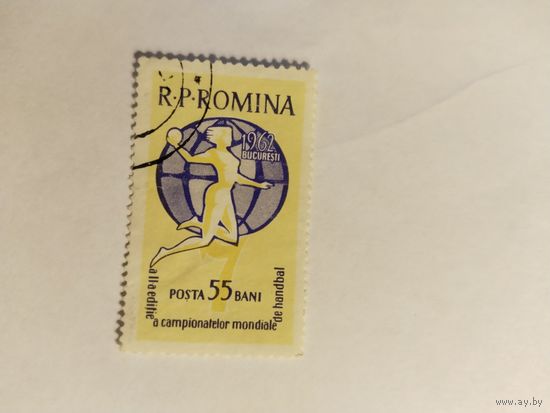 R·P·ROMINA
1962
BUCUREŞTI
POSTA 55 BANI
a II a ediţie
a campionatelor mondiale
de handbal
www.ay.by